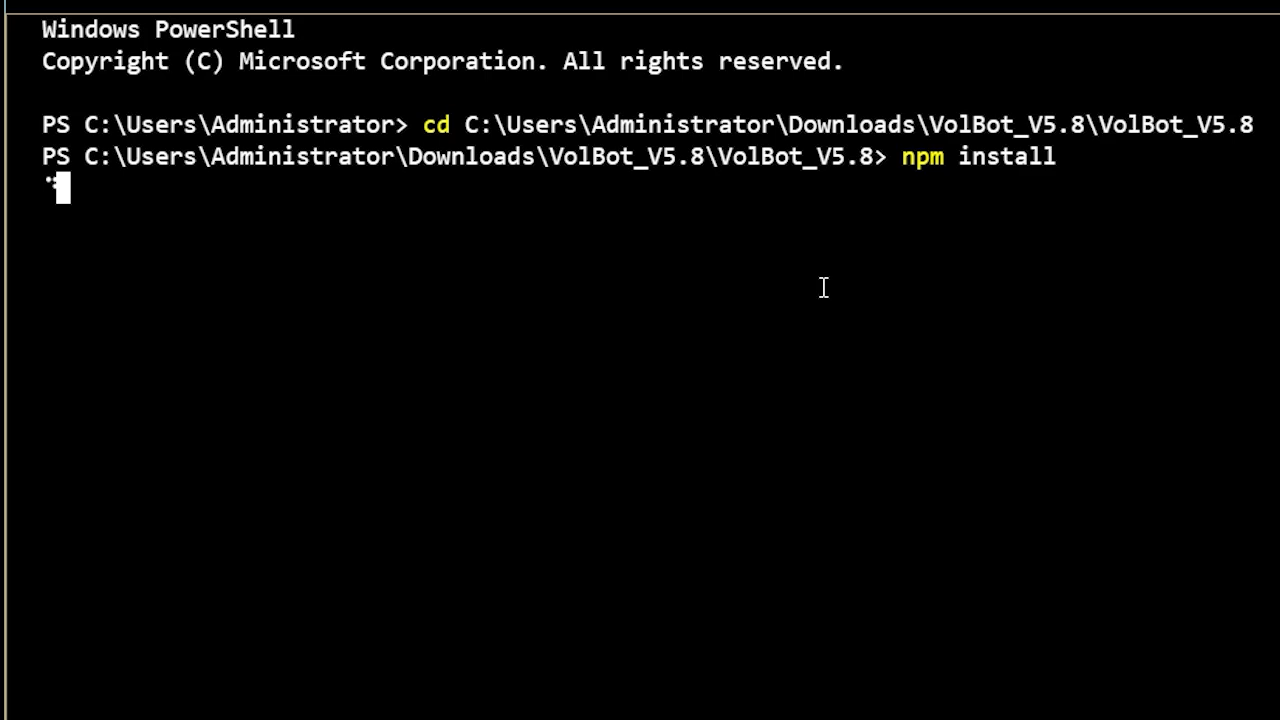 Windows PowerShell
Copyright (C) Microsoft Corporation. All rights reserved.
PS C:\Users\Administrator> cd C:\Users\Administrator\Downloads\VolBot_V5.8\VolBot_V5.8
PS C:\Users\Administrator\Downloads\VolBot_V5.8\VolBot_V5.8> npm install